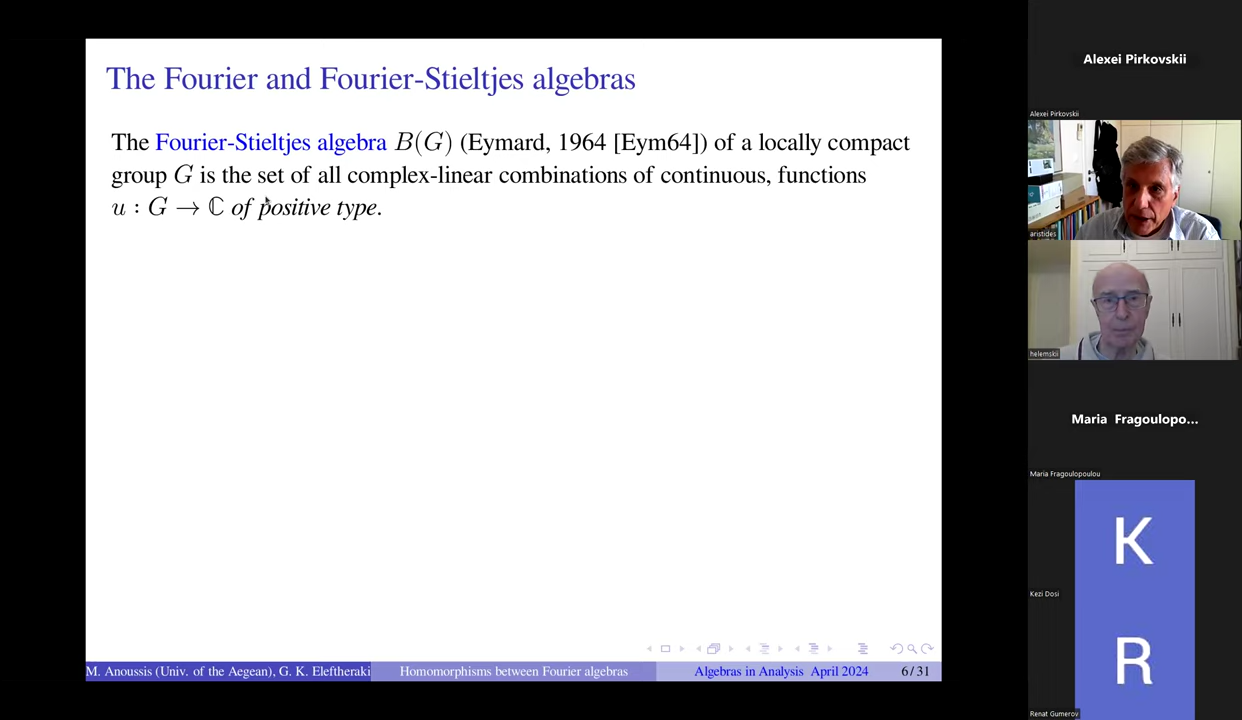 The Fourier and Fourier-Stieltjes algebras
The Fourier-Stieltjes algebra B(G) (Eymard, 1964 [Eym64]) of a locally compact
group G is the set of all complex-linear combinations of continuous, functions
u : G → ℂ of positive type.
M. Anoussis (Univ. of the Aegean), G. K. Eleftheraki
Homomorphisms between Fourier algebras
Algebras in Analysis April 2024
6/31
Alexei Pirkovskii
Alexei Pirkovskii
aristides
helemskii
Maria Fragoulopo...
Maria Fragoulopoulou
K
Kezi Dosi
R
Renat Gumerov